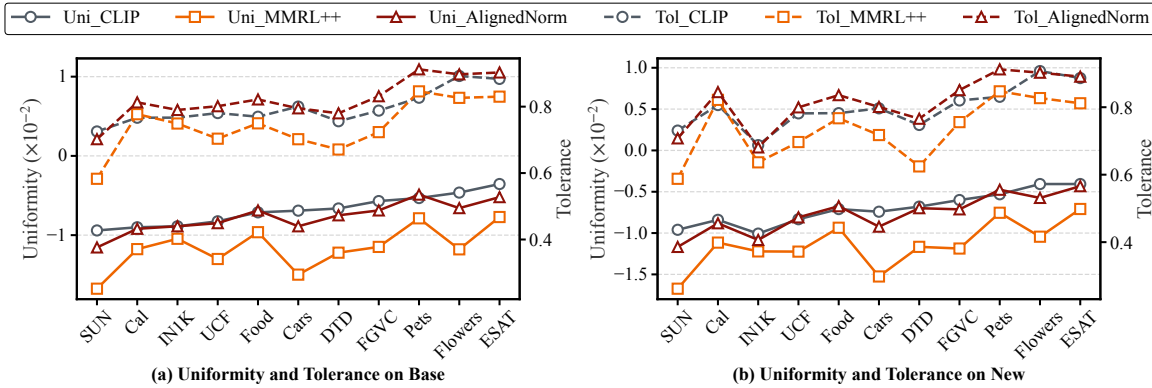 Uni_CLIP Uni_MMRL++ Uni_AlignedNorm Tol_CLIP Tol_MMRL++ Tol_AlignedNorm
Uniformity (×10⁻²)
1
0
−1
0.8
0.6
0.4
Tolerance
SUN Cal IN1K UCF Food Cars DTD FGVC Pets Flowers ESAT
(a) Uniformity and Tolerance on Base
Uniformity (×10⁻²)
1.0
0.5
0.0
−0.5
−1.0
−1.5
0.8
0.6
0.4
Tolerance
SUN Cal IN1K UCF Food Cars DTD FGVC Pets Flowers ESAT
(b) Uniformity and Tolerance on New